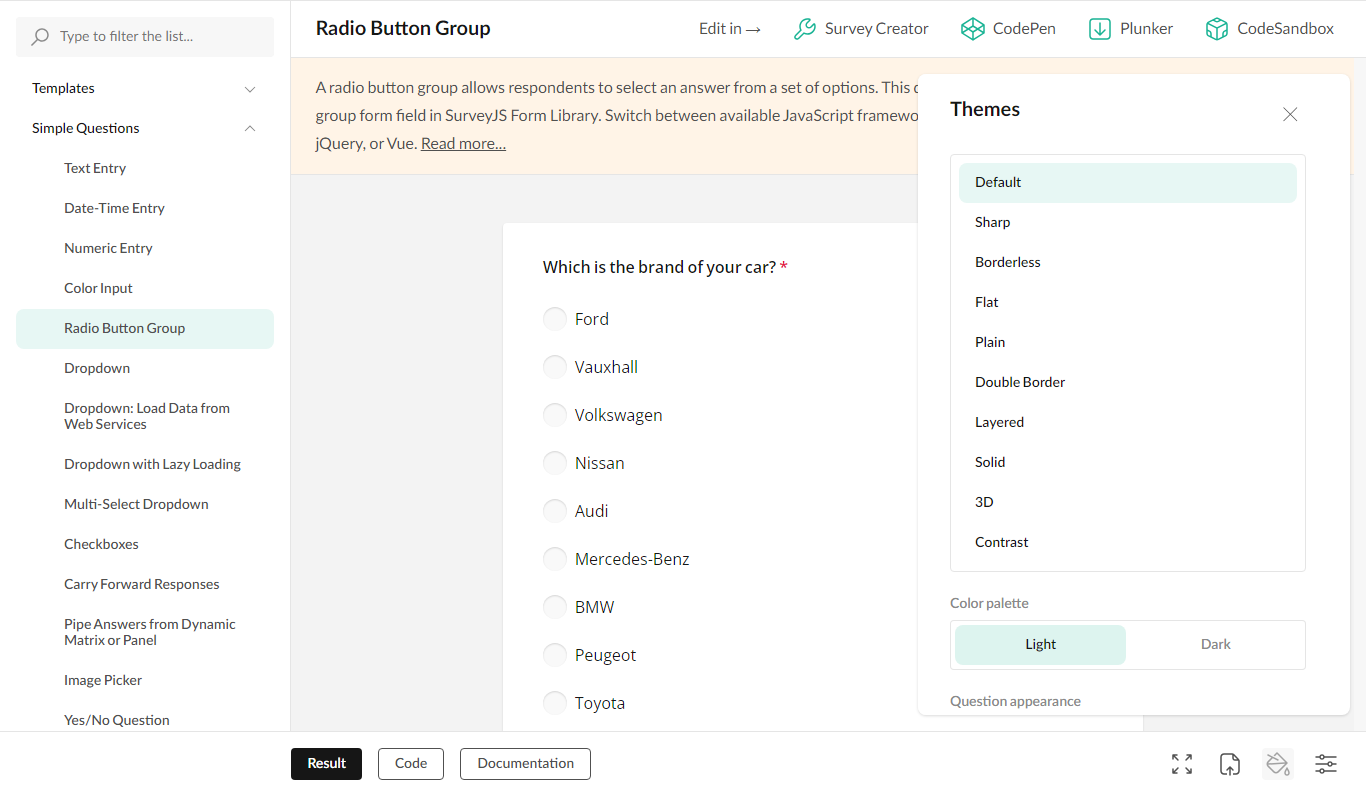 Type to filter the list...
Templates
Simple Questions
Text Entry
Date-Time Entry
Numeric Entry
Color Input
Radio Button Group
Dropdown
Dropdown: Load Data from
Web Services
Dropdown with Lazy Loading
Multi-Select Dropdown
Checkboxes
Carry Forward Responses
Pipe Answers from Dynamic
Matrix or Panel
Image Picker
Yes/No Question
Radio Button Group
Edit in → Survey Creator CodePen Plunker CodeSandbox
A radio button group allows respondents to select an answer from a set of options. This
group form field in SurveyJS Form Library. Switch between available JavaScript
jQuery, or Vue. Read more...
Which is the brand of your car? *
Ford
Vauxhall
Volkswagen
Nissan
Audi
Mercedes-Benz
BMW
Peugeot
Toyota
Themes
Default
Sharp
Borderless
Flat
Plain
Double Border
Layered
Solid
3D
Contrast
Color palette
Light Dark
Question appearance
Result Code Documentation